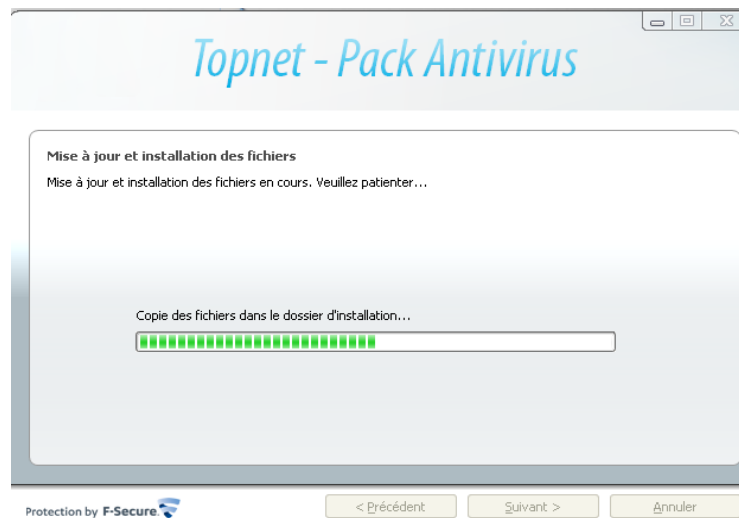 Topnet - Pack Antivirus
Mise à jour et installation des fichiers
Mise à jour et installation des fichiers en cours. Veuillez patienter...
Copie des fichiers dans le dossier d'installation...
Protection by F-Secure. < Précédent Suivant > Annuler